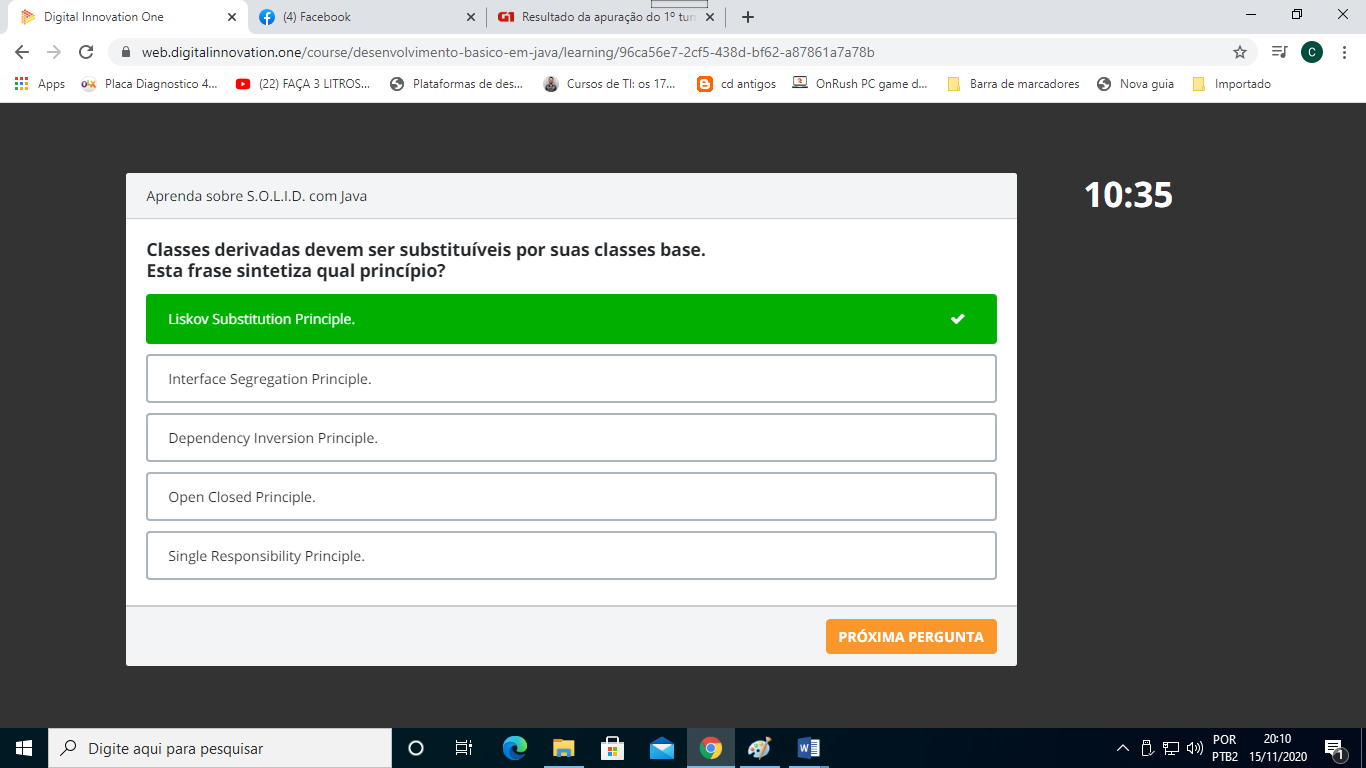 Digital Innovation One
(4) Facebook
G1 Resultado da apuração do 1º tur
web.digitalinnovation.one/course/desenvolvimento-basico-em-java/learning/96ca56e7-2cf5-438d-bf62-a87861a7a78b
C
Apps
OLX Placa Diagnostico 4...
(22) FAÇA 3 LITROS...
Plataformas de des...
Cursos de TI: os 17...
cd antigos
OnRush PC game d...
Barra de marcadores
Nova guia
Importado
Aprenda sobre S.O.L.I.D. com Java
10:35
Classes derivadas devem ser substituíveis por suas classes base.
Esta frase sintetiza qual princípio?
Liskov Substitution Principle.
Interface Segregation Principle.
Dependency Inversion Principle.
Open Closed Principle.
Single Responsibility Principle.
PRÓXIMA PERGUNTA
Digite aqui para pesquisar
POR
PTB2
20:10
15/11/2020
1